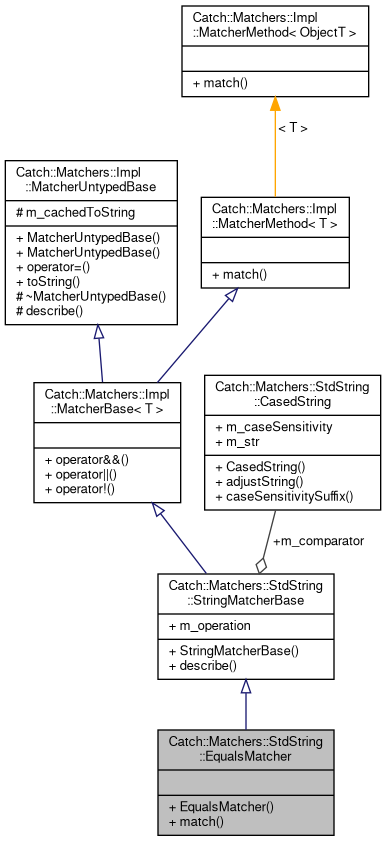 Catch::Matchers::Impl
::MatcherMethod< ObjectT >
+ match()
< T >
Catch::Matchers::Impl
::MatcherUntypedBase
# m_cachedToString
+ MatcherUntypedBase()
+ MatcherUntypedBase()
+ operator=()
+ toString()
# ~MatcherUntypedBase()
# describe()
Catch::Matchers::Impl
::MatcherMethod< T >
+ match()
Catch::Matchers::Impl
::MatcherBase< T >
+ operator&&()
+ operator||()
+ operator!()
Catch::Matchers::StdString
::CasedString
+ m_caseSensitivity
+ m_str
+ CasedString()
+ adjustString()
+ caseSensitivitySuffix()
+m_comparator
Catch::Matchers::StdString
::StringMatcherBase
+ m_operation
+ StringMatcherBase()
+ describe()
Catch::Matchers::StdString
::EqualsMatcher
+ EqualsMatcher()
+ match()